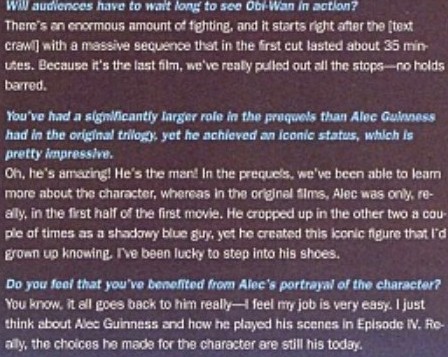 Will audiences have to wait long to see Obi-Wan in action?
There's an enormous amount of fighting, and it starts right after the [text
crawl] with a massive sequence that in the first cut lasted about 35 min-
utes. Because it's the last film, we've really pulled out all the stops—no holds
barred.
You've had a significantly larger role in the prequels than Alec Guinness
had in the original trilogy, yet he achieved an iconic status, which is
pretty impressive.
Oh, he's amazing! He's the man! In the prequels, we've been able to learn
more about the character, whereas in the original films, Alec was only, re-
ally, in the first half of the first movie. He cropped up in the other two a cou
ple of times as a shadowy blue guy, yet he created this iconic figure that I'd
grown up knowing. I've been lucky to step into his shoes.
Do you feel that you've benefited from Alec's portrayal of the character?
You know, it all goes back to him really—I feel my job is very easy. I just
think about Alec Guinness and how he played his scenes in Episode IV. Re-
ally, the choices he made for the character are still his today.